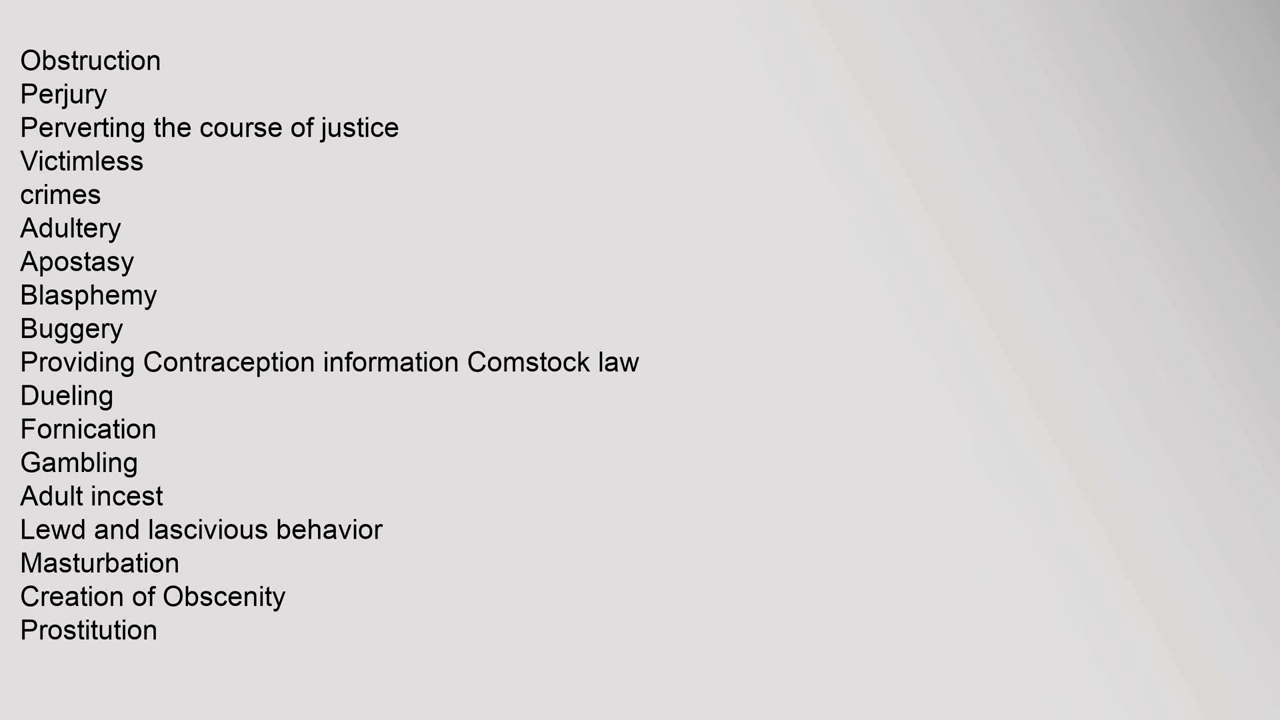 Obstruction
Perjury
Perverting the course of justice
Victimless
crimes
Adultery
Apostasy
Blasphemy
Buggery
Providing Contraception information Comstock law
Dueling
Fornication
Gambling
Adult incest
Lewd and lascivious behavior
Masturbation
Creation of Obscenity
Prostitution